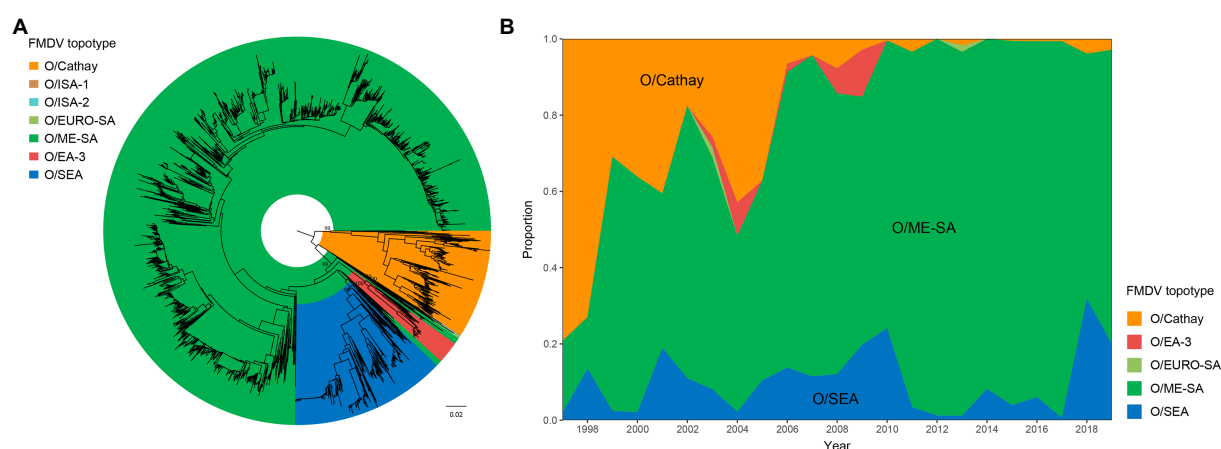 A
FMDV topotype
O/Cathay
O/ISA-1
O/ISA-2
O/EURO-SA
O/ME-SA
O/EA-3
O/SEA
99
0.02
B
1.0
0.8
0.6
0.4
0.2
0.0
Proportion
O/Cathay
O/ME-SA
O/SEA
1998 2000 2002 2004 2006 2008 2010 2012 2014 2016 2018
Year
FMDV topotype
O/Cathay
O/EA-3
O/EURO-SA
O/ME-SA
O/SEA